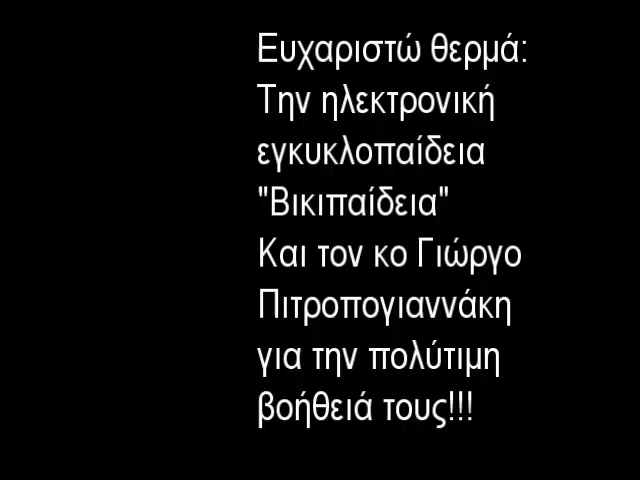 Ευχαριστώ θερμά:
Την ηλεκτρονική
εγκυκλοπαίδεια
"Βικιπαίδεια"
Και τον κο Γιώργο
Πιτροπογιαννάκη
για την πολύτιμη
βοήθειά τους!!!